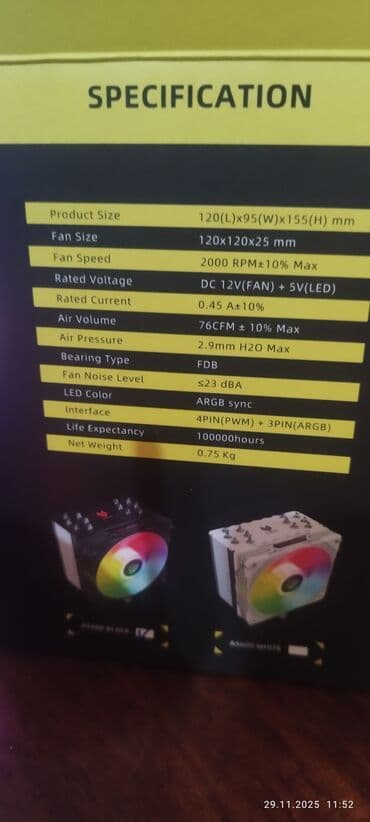 SPECIFICATION
Product Size 120(L)x95(W)x155(H) mm
Fan Size 120x120x25 mm
Fan Speed 2000 RPM±10% Max
Rated Voltage DC 12V(FAN) + 5V(LED)
Rated Current 0.45 A±10%
Air Volume 76CFM ± 10% Max
Air Pressure 2.9mm H2O Max
Bearing Type FDB
Fan Noise Level ≤23 dBA
LED Color ARGB sync
Interface 4PIN(PWM) + 3PIN(ARGB)
Life Expectancy 100000hours
Net Weight 0.75 Kg
BLACK
WHITE
29.11.2025 11:52